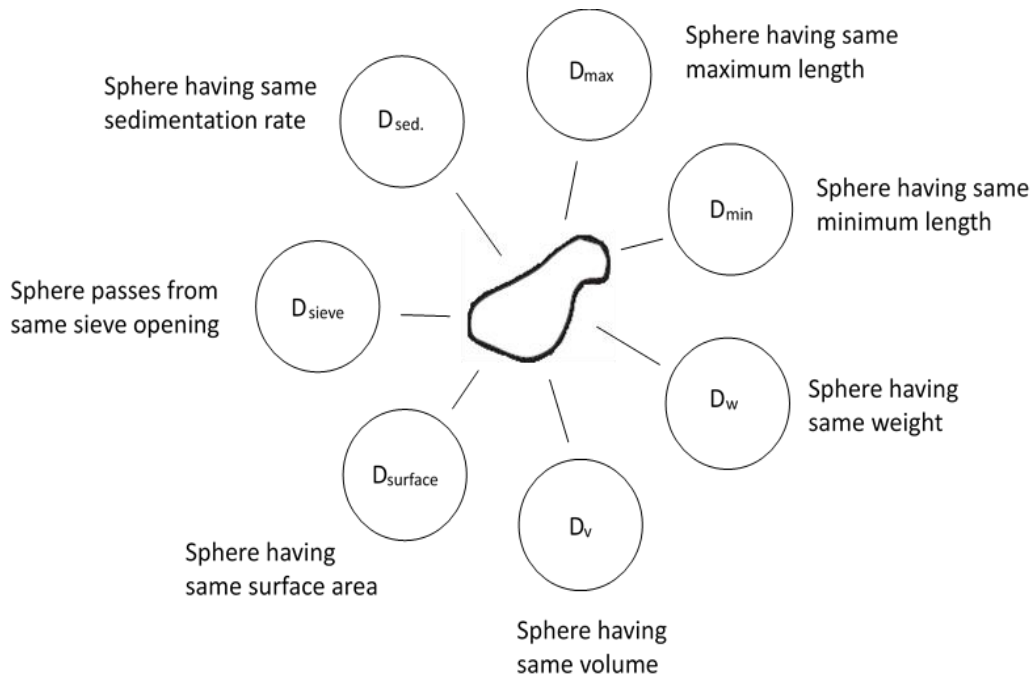 Sphere having same
maximum length
Dmax
Sphere having same
sedimentation rate
Dsed.
Sphere having same
minimum length
Dmin
Sphere passes from
same sieve opening
Dsieve
Sphere having
same weight
Dw
Dsurface
Sphere having
same surface area
Dv
Sphere having
same volume